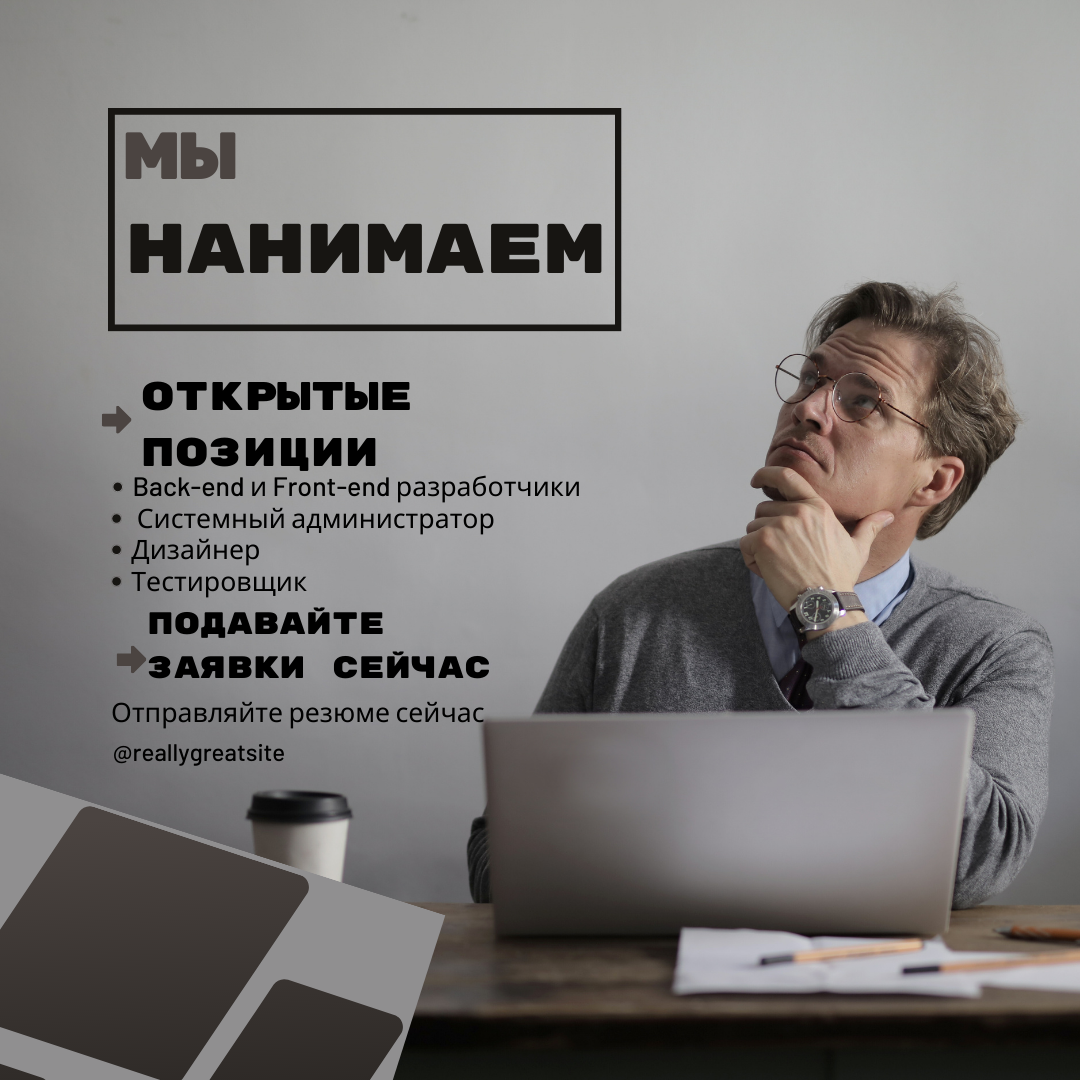 МЫ
НАНИМАЕМ
ОТКРЫТЫЕ
ПОЗИЦИИ
• Back-end и Front-end разработчики
• Системный администратор
• Дизайнер
• Тестировщик
ПОДАВАЙТЕ
ЗАЯВКИ СЕЙЧАС
Отправляйте резюме сейчас
@reallygreatsite